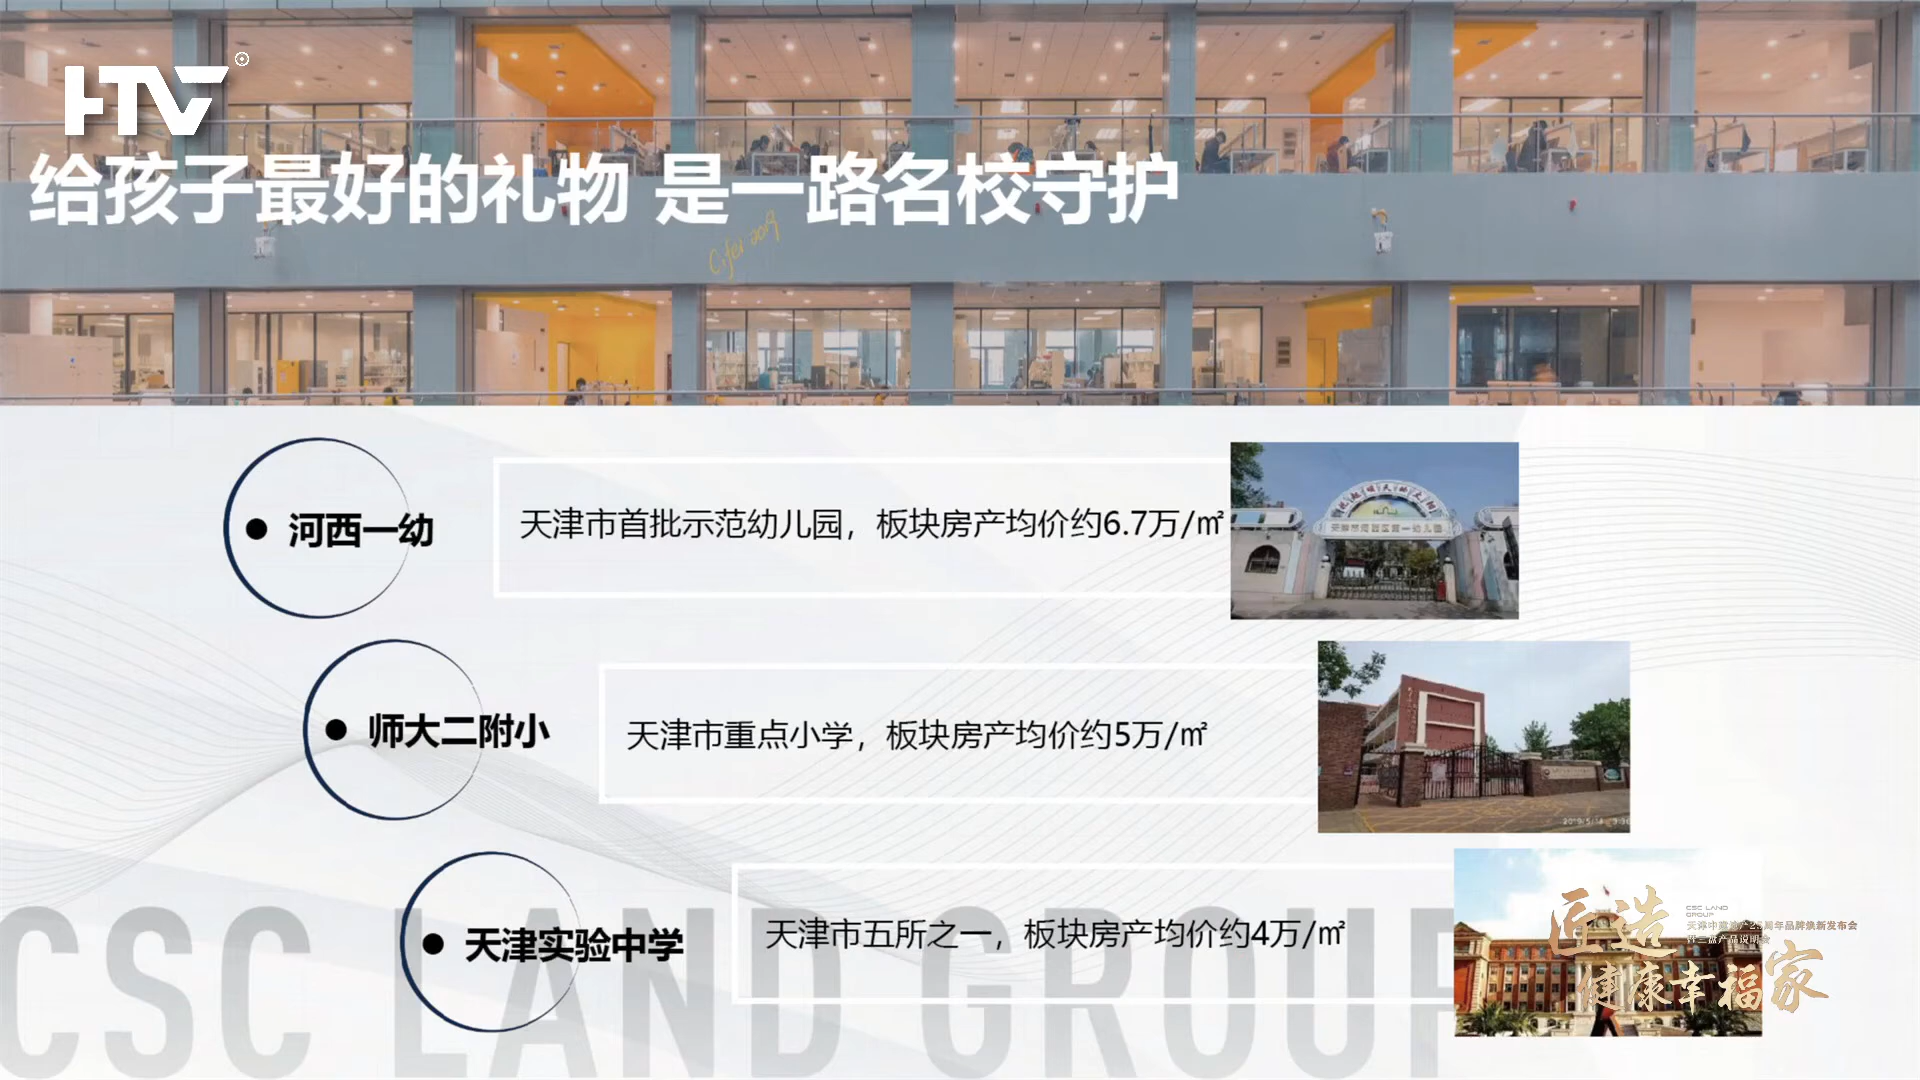 HTV
给孩子最好的礼物 是一路名校守护
河西一幼
天津市首批示范幼儿园，板块房产均价约6.7万/㎡
师大二附小
天津市重点小学，板块房产均价约5万/㎡
天津实验中学
天津市五所之一，板块房产均价约4万/㎡
CSC LAND GROUP
匠造
健康幸福家
CSC LAND
GROUP